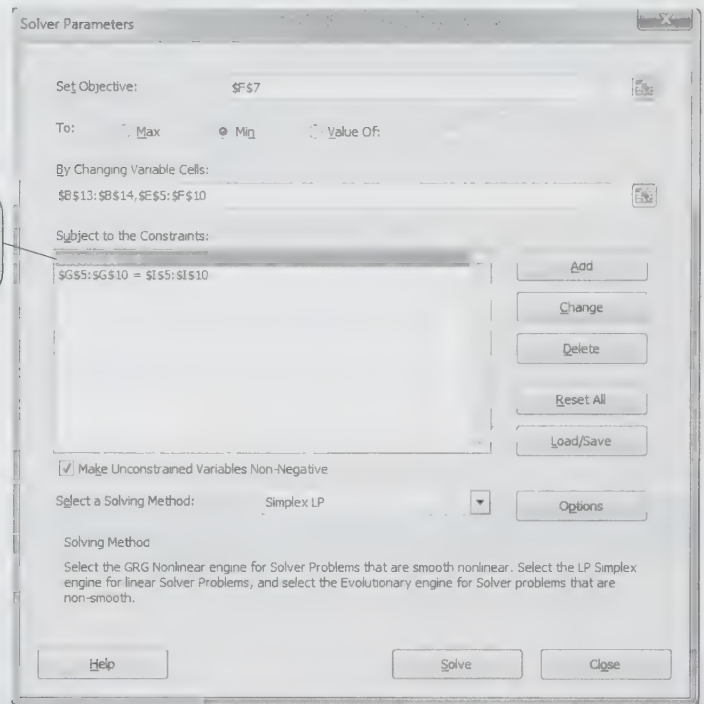 Solver Parameters
Set Objective: $F$7
To: Max Min Value Of:
By Changing Variable Cells:
$B$13:$B$14,$E$5:$F$10
Subject to the Constraints:
$G$5:$G$10 = $I$5:$I$10
Add
Change
Delete
Reset All
Load/Save
Make Unconstrained Variables Non-Negative
Select a Solving Method: Simplex LP
Options
Solving Method
Select the GRG Nonlinear engine for Solver Problems that are smooth nonlinear. Select the LP Simplex
engine for linear Solver Problems, and select the Evolutionary engine for Solver problems that are
non-smooth.
Help
Solve
Close